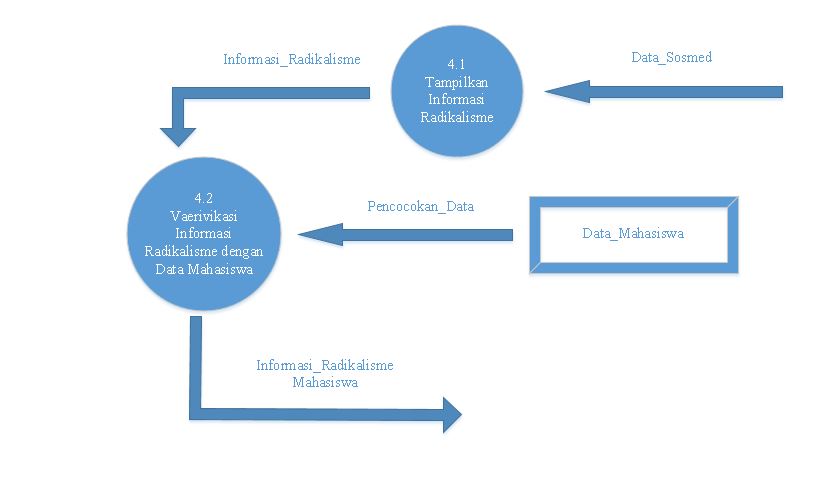 Informasi_Radikalisme
4.1
Tampilkan
Informasi
Radikalisme
Data_Sosmed
4.2
Vaerivikasi
Informasi
Radikalisme dengan
Data Mahasiswa
Pencocokan_Data
Data_Mahasiswa
Informasi_Radikalisme
Mahasiswa